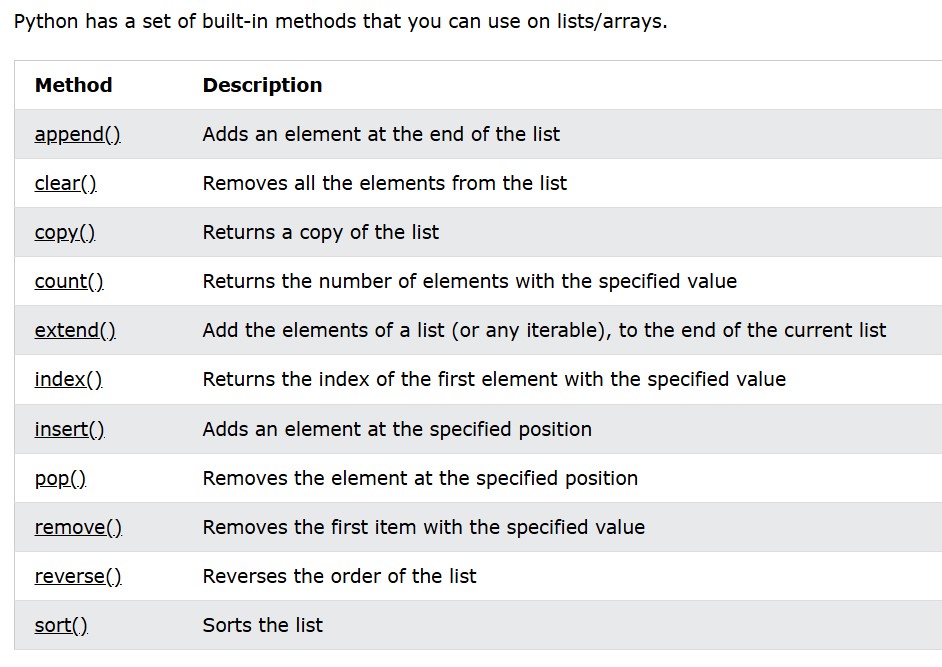 Python has a set of built-in methods that you can use on lists/arrays.
Method Description
append() Adds an element at the end of the list
clear() Removes all the elements from the list
copy() Returns a copy of the list
count() Returns the number of elements with the specified value
extend() Add the elements of a list (or any iterable), to the end of the current list
index() Returns the index of the first element with the specified value
insert() Adds an element at the specified position
pop() Removes the element at the specified position
remove() Removes the first item with the specified value
reverse() Reverses the order of the list
sort() Sorts the list